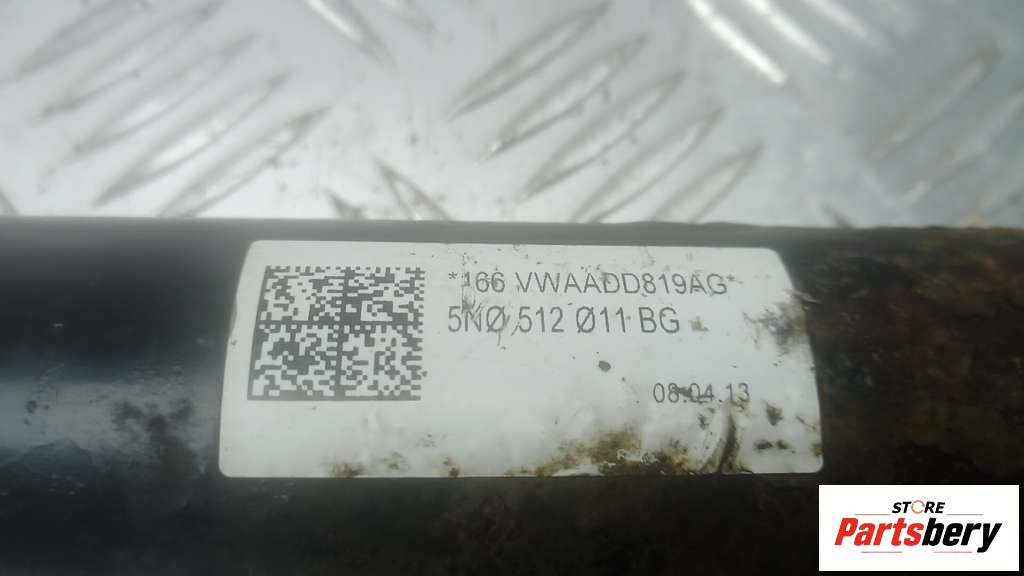 *166 VWAADD819AG*
5NØ 512 Ø11 BG
08.04.13
STORE
Partsbery